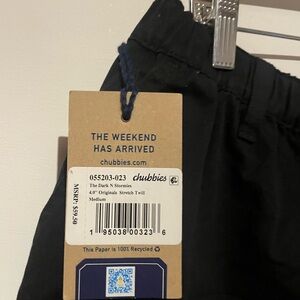 THE WEEKEND
HAS ARRIVED
chubbies.com
055203-023 chubbies
The Dark N Stormies
4.0" Originals Stretch Twill
Medium
MSRP: $59.50
1 95038 00323 6
This Paper is 100% Recycled